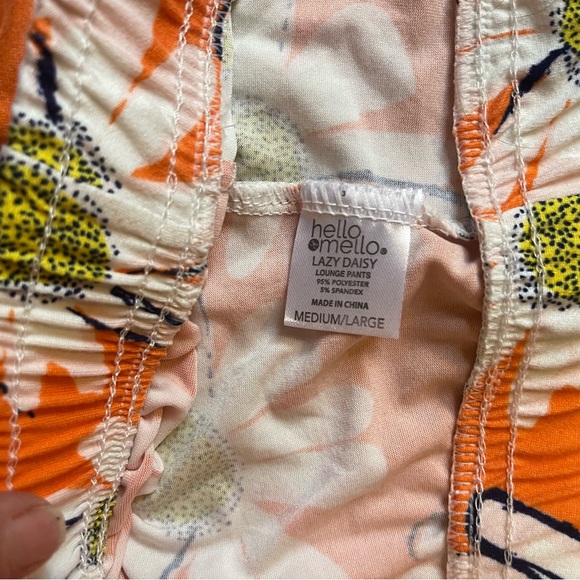 hello
mello.
LAZY DAISY
LOUNGE PANTS
95% POLYESTER
5% SPANDEX
MADE IN CHINA
MEDIUM/LARGE